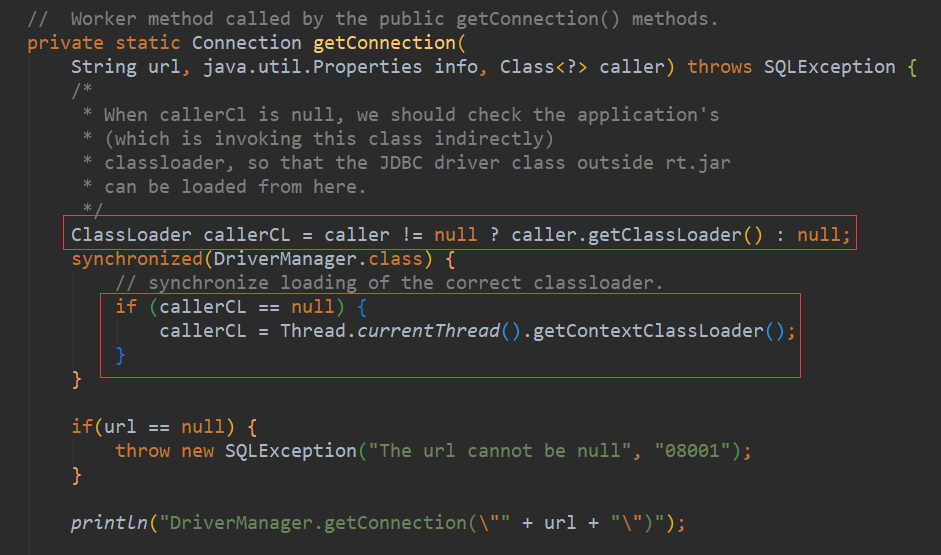 //  Worker method called by the public getConnection() methods.
private static Connection getConnection(
    String url, java.util.Properties info, Class<?> caller) throws SQLException {
    /*
     * When callerCl is null, we should check the application's
     * (which is invoking this class indirectly)
     * classloader, so that the JDBC driver class outside rt.jar
     * can be loaded from here.
     */
    ClassLoader callerCL = caller != null ? caller.getClassLoader() : null;
    synchronized(DriverManager.class) {
        // synchronize loading of the correct classloader.
        if (callerCL == null) {
            callerCL = Thread.currentThread().getContextClassLoader();
        }
    }

    if(url == null) {
        throw new SQLException("The url cannot be null", "08001");
    }

    println("DriverManager.getConnection(\"" + url + "\")");